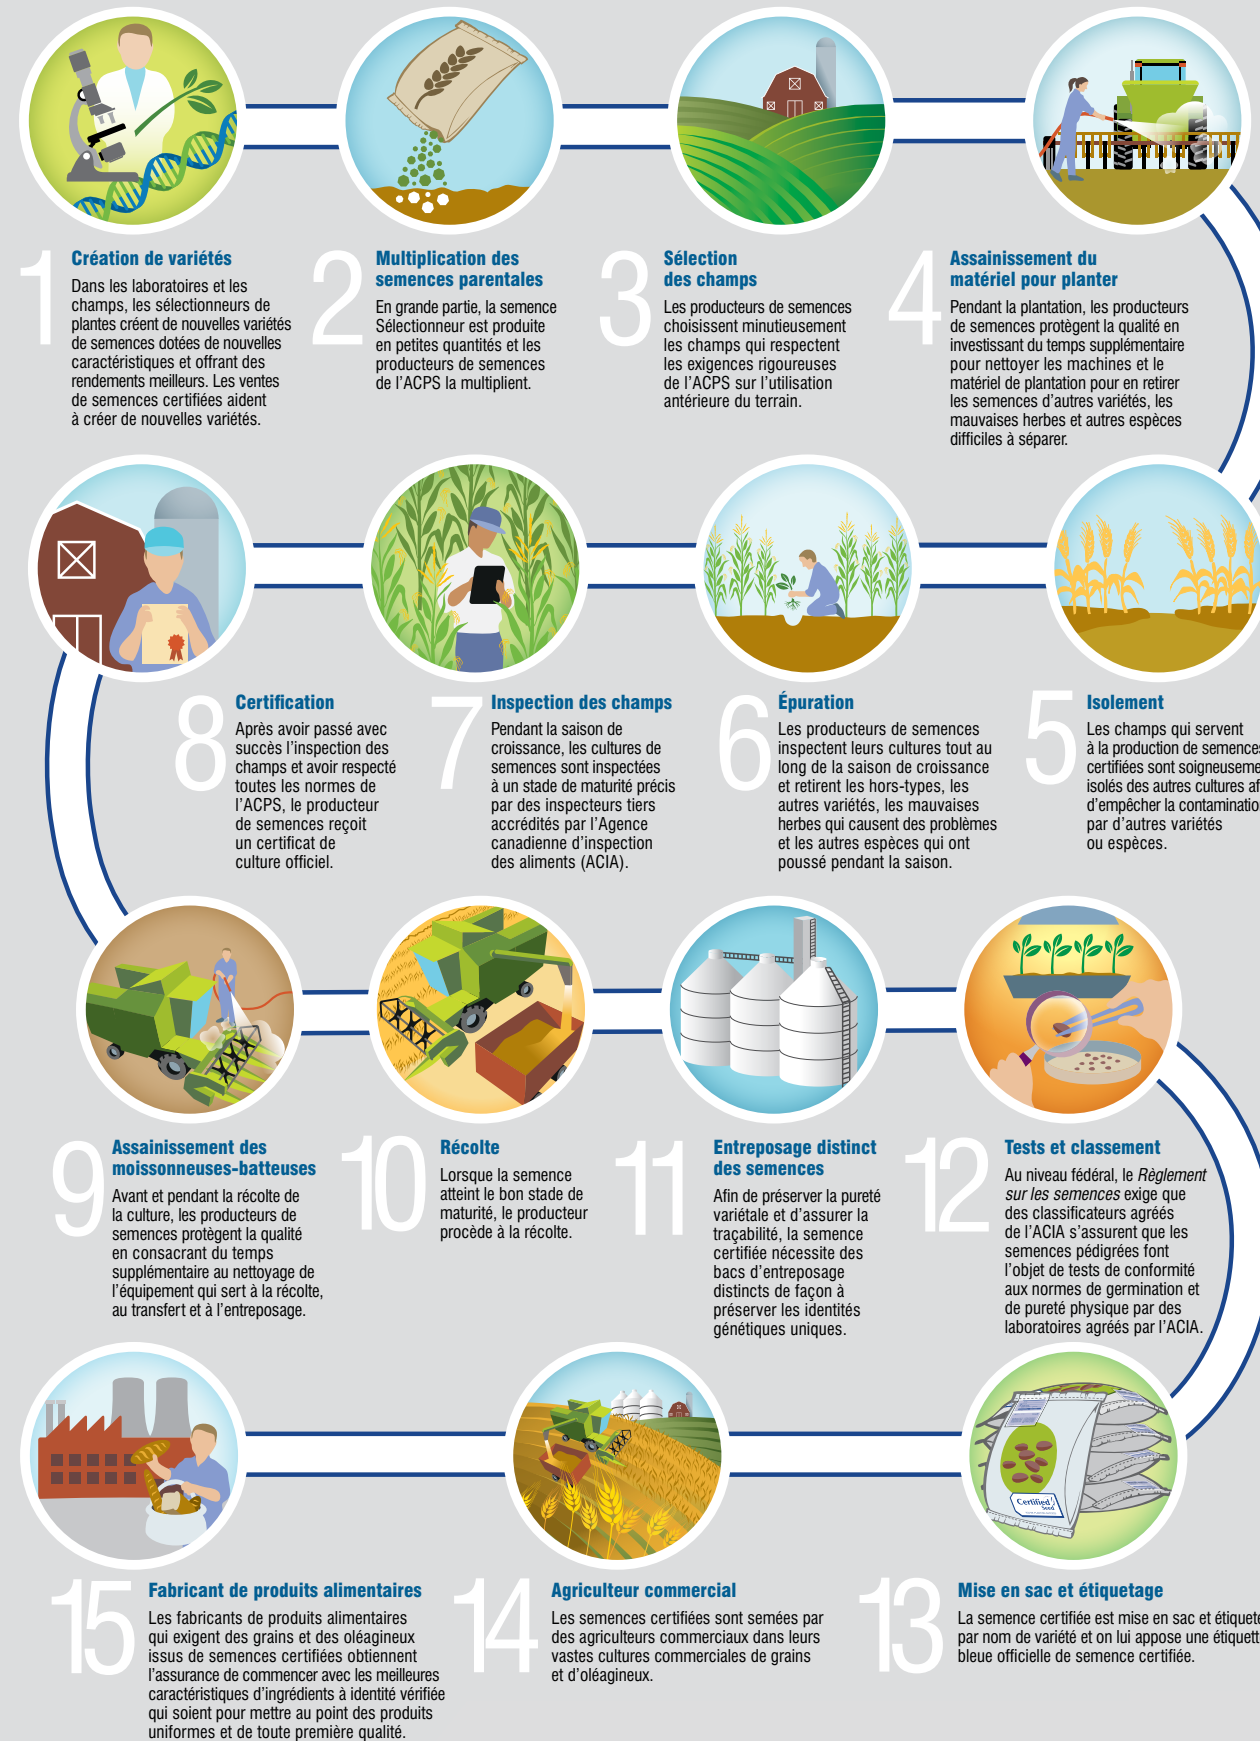 1
Création de variétés
Dans les laboratoires et les
champs, les sélectionneurs de
plantes créent de nouvelles variétés
de semences dotées de nouvelles
caractéristiques et offrant des
rendements meilleurs. Les ventes
de semences certifiées aident
à créer de nouvelles variétés.
2
Multiplication des
semences parentales
En grande partie, la semence
Sélectionneur est produite
en petites quantités et les
producteurs de semences
de l’ACPS la multiplient.
3
Sélection
des champs
Les producteurs de semences
choisissent minutieusement
les champs qui respectent
les exigences rigoureuses
de l’ACPS sur l’utilisation
antérieure du terrain.
4
Assainissement du
matériel pour planter
Pendant la plantation, les producteurs
de semences protègent la qualité en
investissant du temps supplémentaire
pour nettoyer les machines et le
matériel de plantation pour en retirer
les semences d’autres variétés, les
mauvaises herbes et autres espèces
difficiles à séparer.
5
Isolement
Les champs qui servent
à la production de semences
certifiées sont soigneuseme
isolés des autres cultures af
d’empêcher la contamination
par d’autres variétés
ou espèces.
6
Épuration
Les producteurs de semences
inspectent leurs cultures tout au
long de la saison de croissance
et retirent les hors-types, les
autres variétés, les mauvaises
herbes qui causent des problèmes
et les autres espèces qui ont
poussé pendant la saison.
7
Inspection des champs
Pendant la saison de
croissance, les cultures de
semences sont inspectées
à un stade de maturité précis
par des inspecteurs tiers
accrédités par l’Agence
canadienne d’inspection
des aliments (ACIA).
8
Certification
Après avoir passé avec
succès l’inspection des
champs et avoir respecté
toutes les normes de
l’ACPS, le producteur
de semences reçoit
un certificat de
culture officiel.
9
Assainissement des
moissonneuses-batteuses
Avant et pendant la récolte de
la culture, les producteurs de
semences protègent la qualité
en consacrant du temps
supplémentaire au nettoyage de
l’équipement qui sert à la récolte,
au transfert et à l’entreposage.
10
Récolte
Lorsque la semence
atteint le bon stade de
maturité, le producteur
procède à la récolte.
11
Entreposage distinct
des semences
Afin de préserver la pureté
variétale et d’assurer la
traçabilité, la semence
certifiée nécessite des
bacs d’entreposage
distincts de façon à
préserver les identités
génétiques uniques.
12
Tests et classement
Au niveau fédéral, le Règlement
sur les semences exige que
des classificateurs agréés
de l’ACIA s’assurent que les
semences pédigrées font
l’objet de tests de conformité
aux normes de germination et
de pureté physique par des
laboratoires agréés par l’ACIA.
Certified
Seed
13
Mise en sac et étiquetage
La semence certifiée est mise en sac et étiqueté
par nom de variété et on lui appose une étiquett
bleue officielle de semence certifiée.
14
Agriculteur commercial
Les semences certifiées sont semées par
des agriculteurs commerciaux dans leurs
vastes cultures commerciales de grains
et d’oléagineux.
15
Fabricant de produits alimentaires
Les fabricants de produits alimentaires
qui exigent des grains et des oléagineux
issus de semences certifiées obtiennent
l’assurance de commencer avec les meilleures
caractéristiques d’ingrédients à identité vérifiée
qui soient pour mettre au point des produits
uniformes et de toute première qualité.